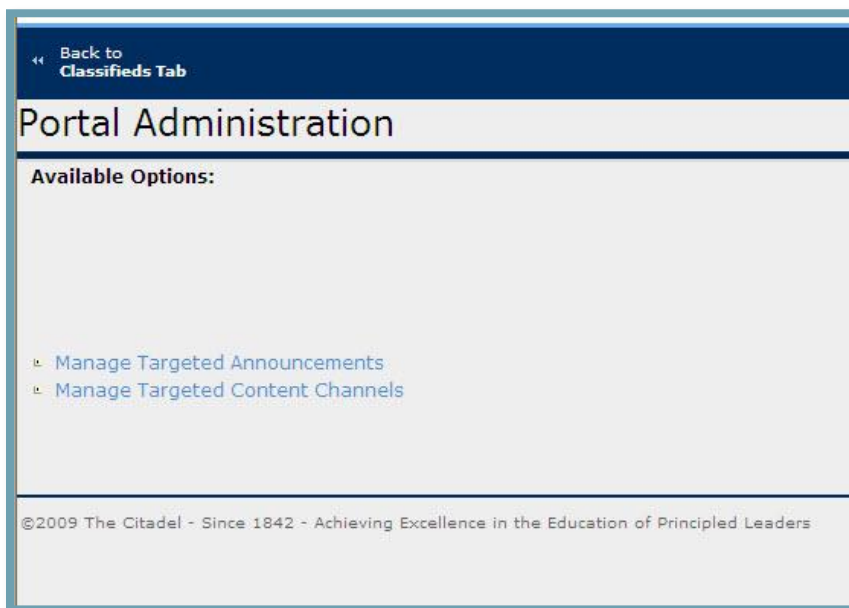 Back to
Classifieds Tab
Portal Administration
Available Options:
Manage Targeted Announcements
Manage Targeted Content Channels
©2009 The Citadel - Since 1842 - Achieving Excellence in the Education of Principled Leaders